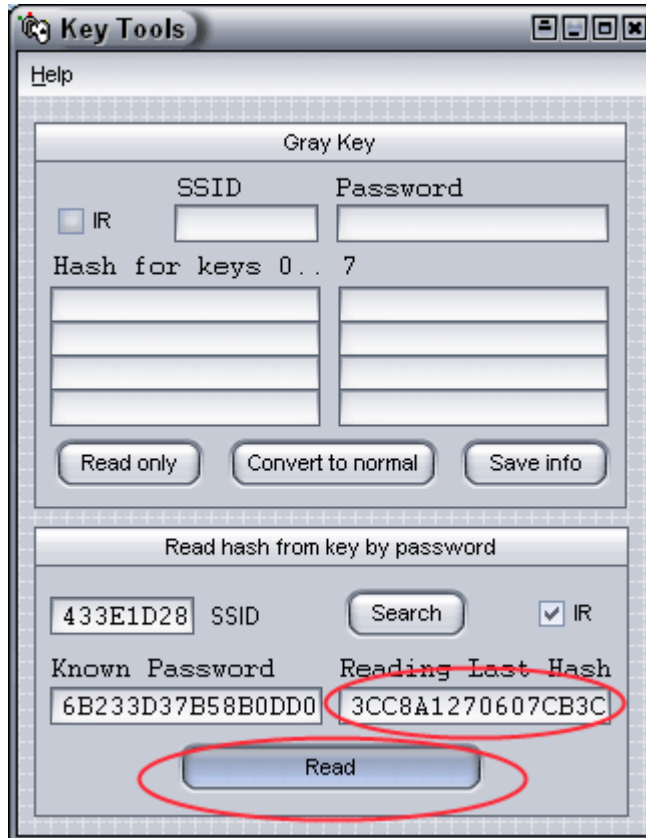 Key Tools
Help
Gray Key
SSID Password
IR
Hash for keys 0.. 7
Read only Convert to normal Save info
Read hash from key by password
433E1D28 SSID Search IR
Known Password Reading Last Hash
6B233D37B58B0DD0 3CC8A1270607CB3C
Read